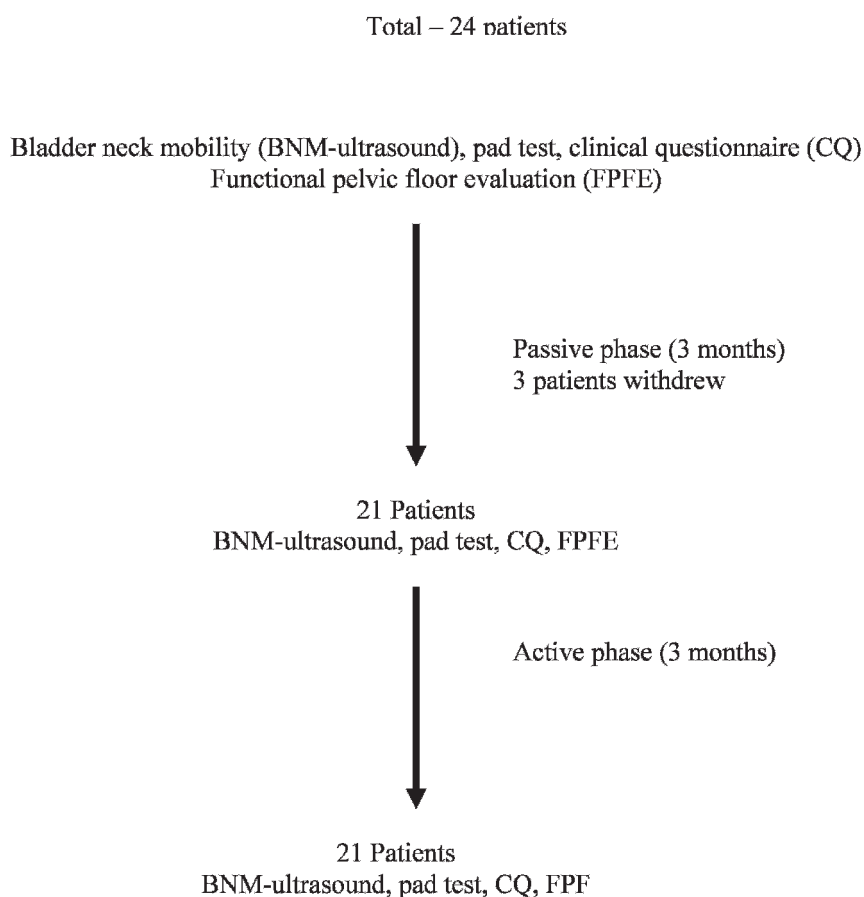 Total – 24 patients
Bladder neck mobility (BNM-ultrasound), pad test, clinical questionnaire (CQ)
Functional pelvic floor evaluation (FPFE)
Passive phase (3 months)
3 patients withdrew
21 Patients
BNM-ultrasound, pad test, CQ, FPFE
Active phase (3 months)
21 Patients
BNM-ultrasound, pad test, CQ, FPF